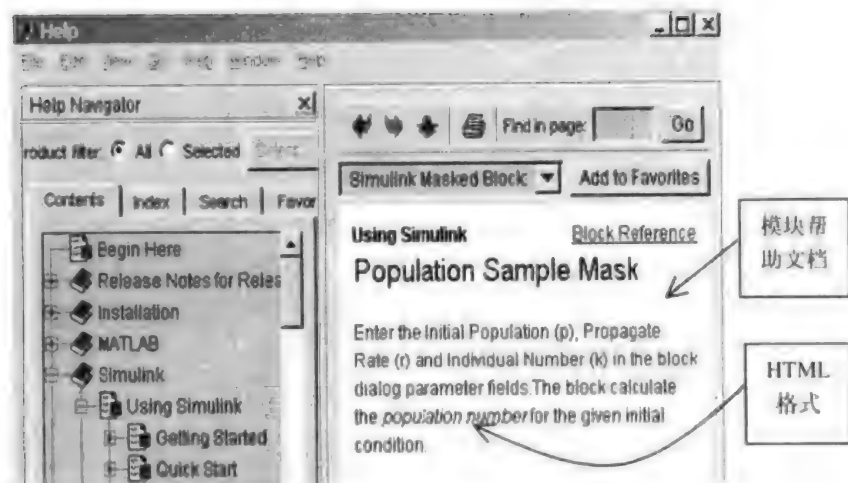 Help
Help Navigator
Product filter: All Selected
Contents Index Search Favor
Begin Here
Release Notes for Relea
Installation
MATLAB
Simulink
Using Simulink
Getting Started
Quick Start
Find in page: Go
Simulink Masked Block: Add to Favorites
Using Simulink Block Reference
Population Sample Mask
Enter the Initial Population (p), Propagate
Rate (r) and Individual Number (k) in the block
dialog parameter fields.The block calculate
the population number for the given initial
condition.
模块帮
助文档
HTML
格式